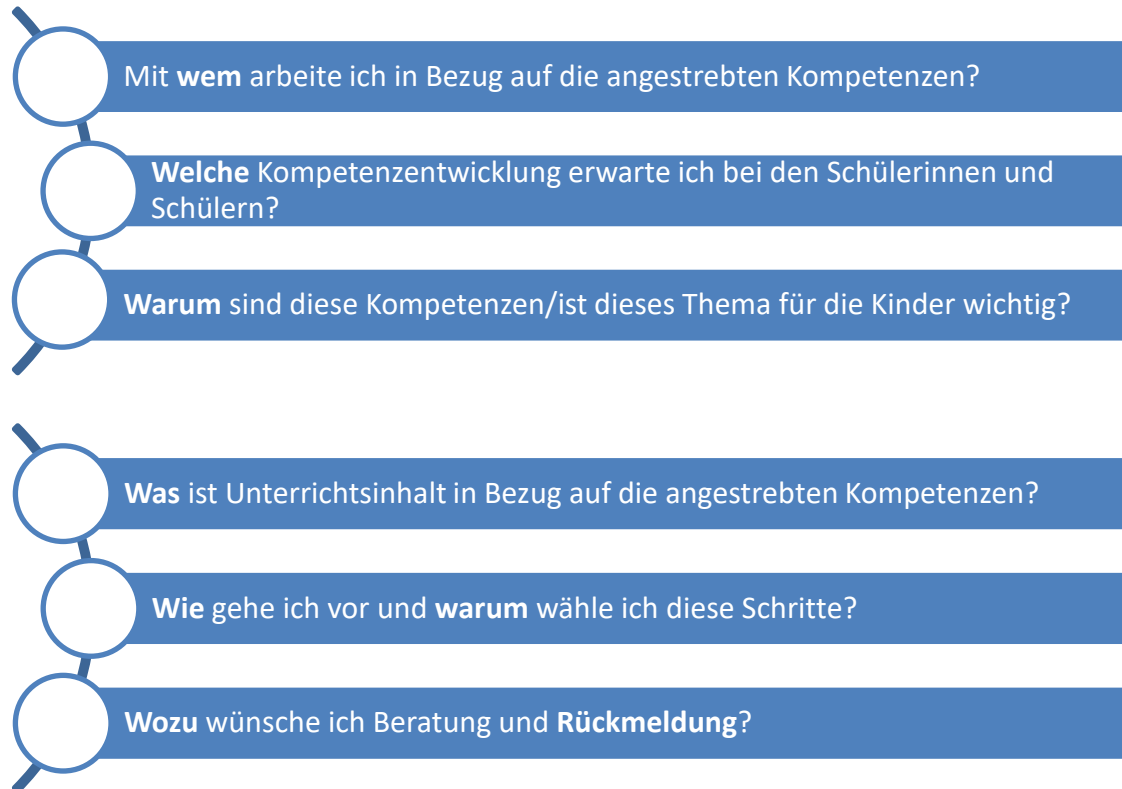 Mit wem arbeite ich in Bezug auf die angestrebten Kompetenzen?
Welche Kompetenzentwicklung erwarte ich bei den Schülerinnen und
Schülern?
Warum sind diese Kompetenzen/ist dieses Thema für die Kinder wichtig?
Was ist Unterrichtsinhalt in Bezug auf die angestrebten Kompetenzen?
Wie gehe ich vor und warum wähle ich diese Schritte?
Wozu wünsche ich Beratung und Rückmeldung?